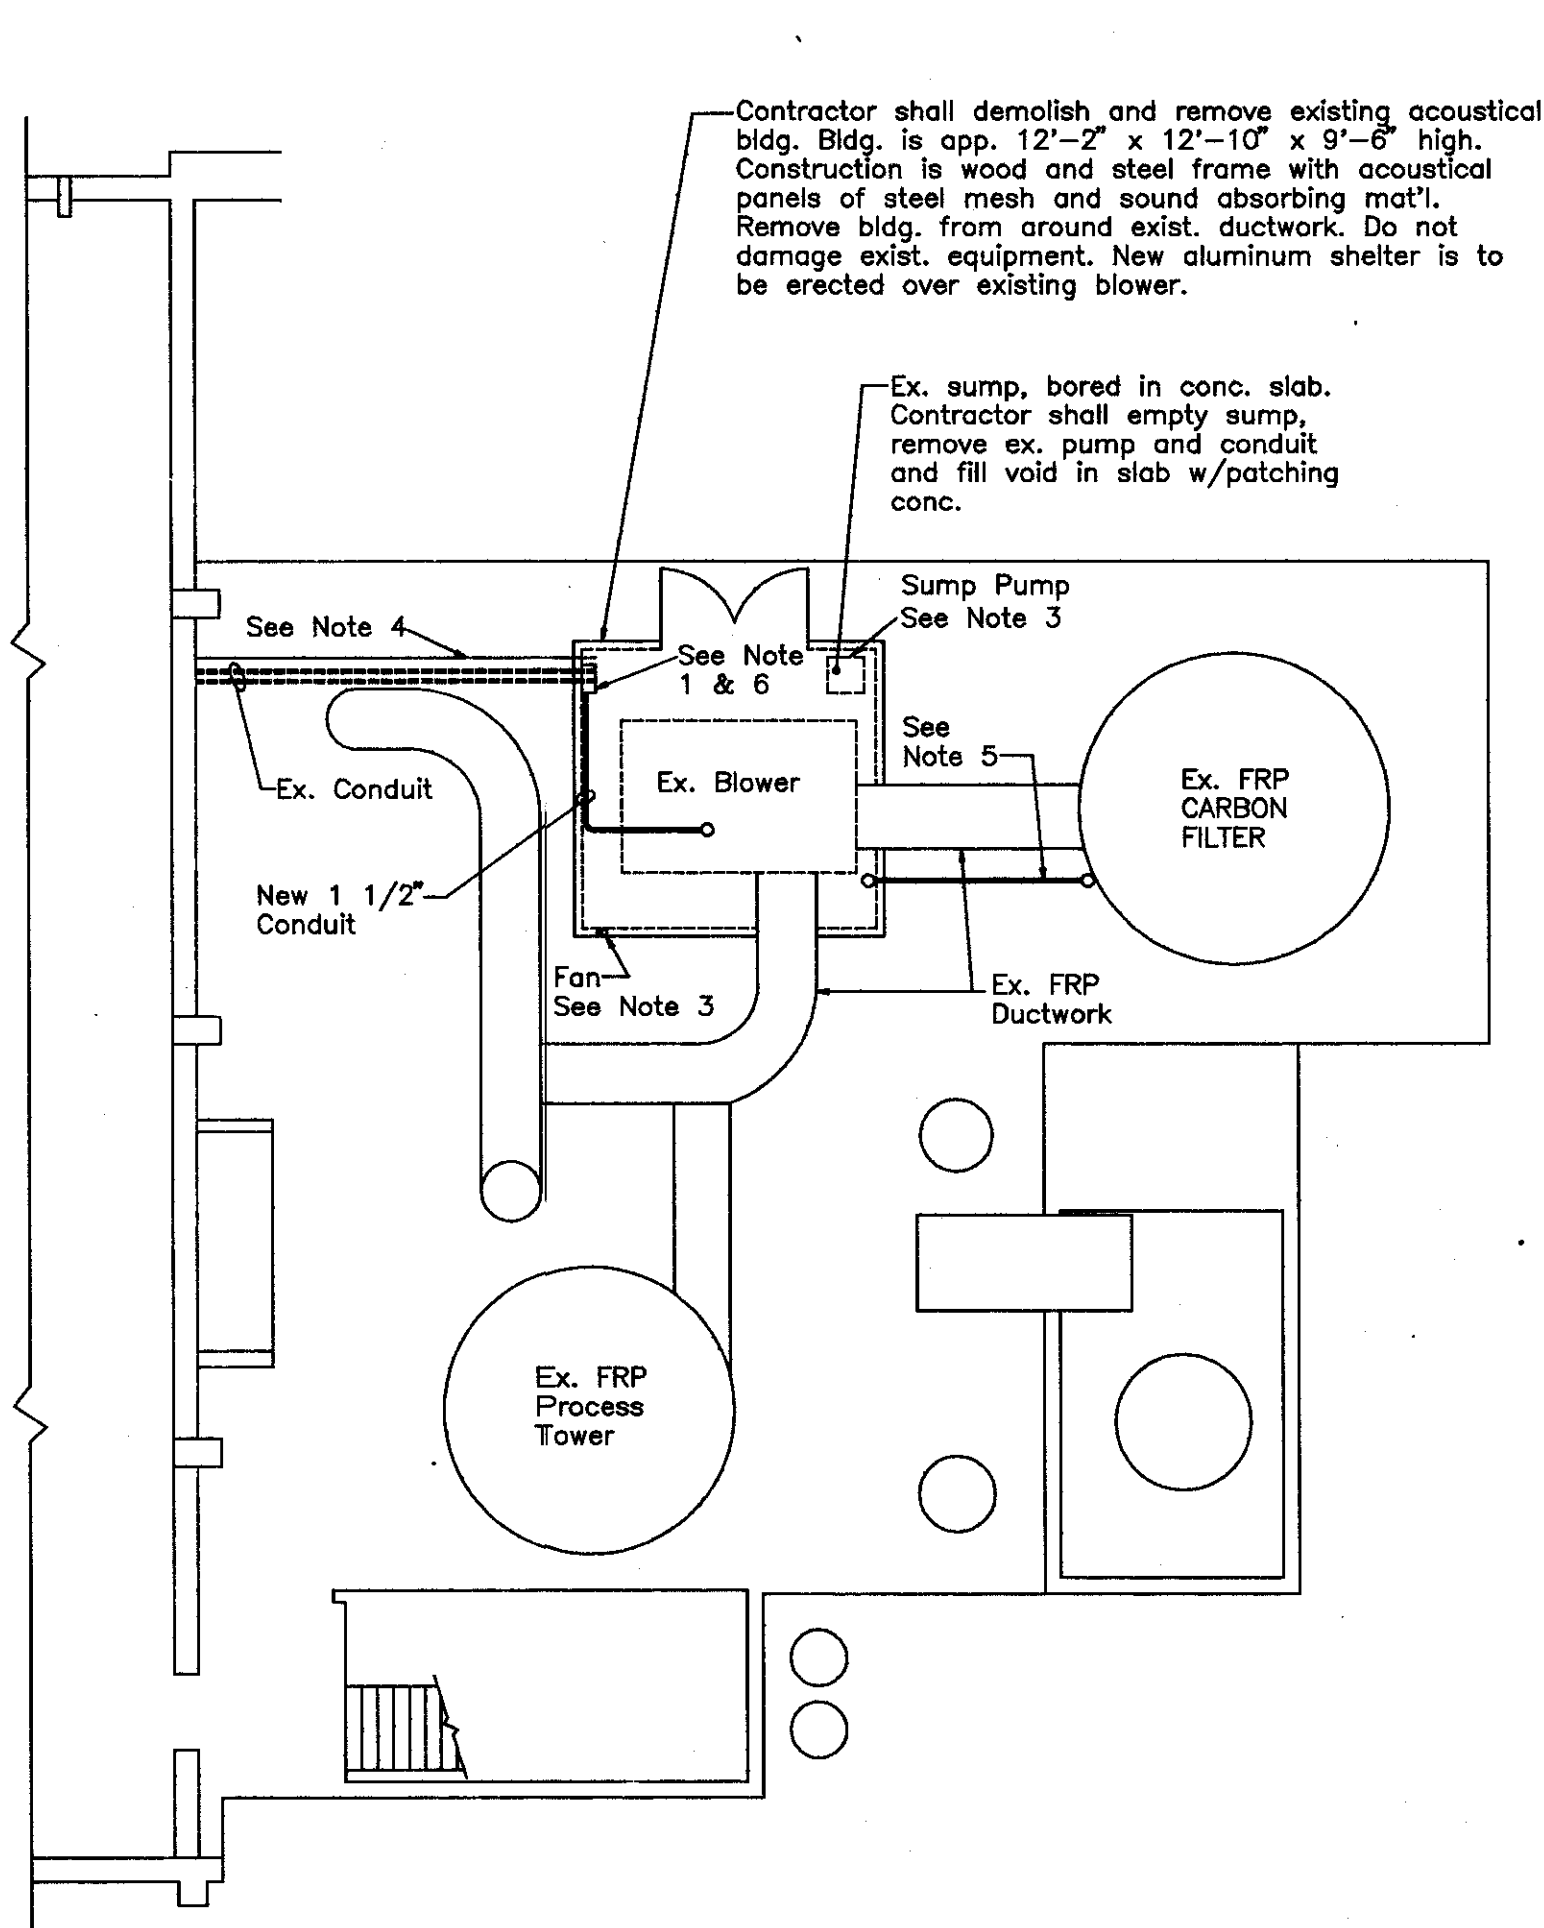 Contractor shall demolish and remove existing acoustical
bldg. Bldg. is app. 12'-2" x 12'-10" x 9'-6" high.
Construction is wood and steel frame with acoustical
panels of steel mesh and sound absorbing mat'l.
Remove bldg. from around exist. ductwork. Do not
damage exist. equipment. New aluminum shelter is to
be erected over existing blower.
Ex. sump, bored in conc. slab.
Contractor shall empty sump,
remove ex. pump and conduit
and fill void in slab w/patching
conc.
Sump Pump
See Note 3
See Note 4
See Note
1 & 6
See
Note 5
Ex. Conduit
Ex. Blower
Ex. FRP
CARBON
FILTER
New 1 1/2"
Conduit
Fan
See Note 3
Ex. FRP
Ductwork
Ex. FRP
Process
Tower